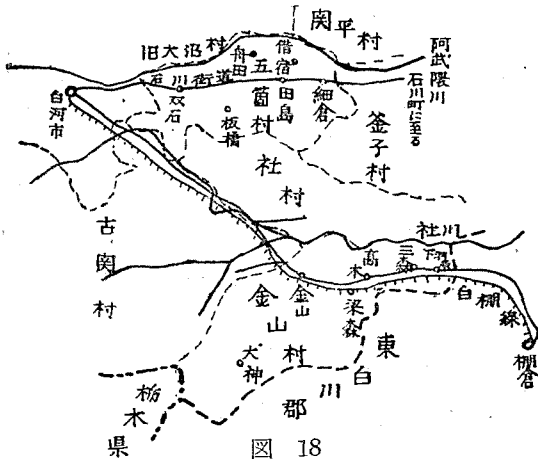 関平村
旧大沼村
舟田
借宿
五箇村
阿武隈川
石川街道
石川町に至る
白河市
双石
田島
細倉
板橋
釜子村
社村
古関村
社川
高木
三森
金山
梁森
白棚線
金山村
大神
東白川郡
棚倉
栃木県
図 18